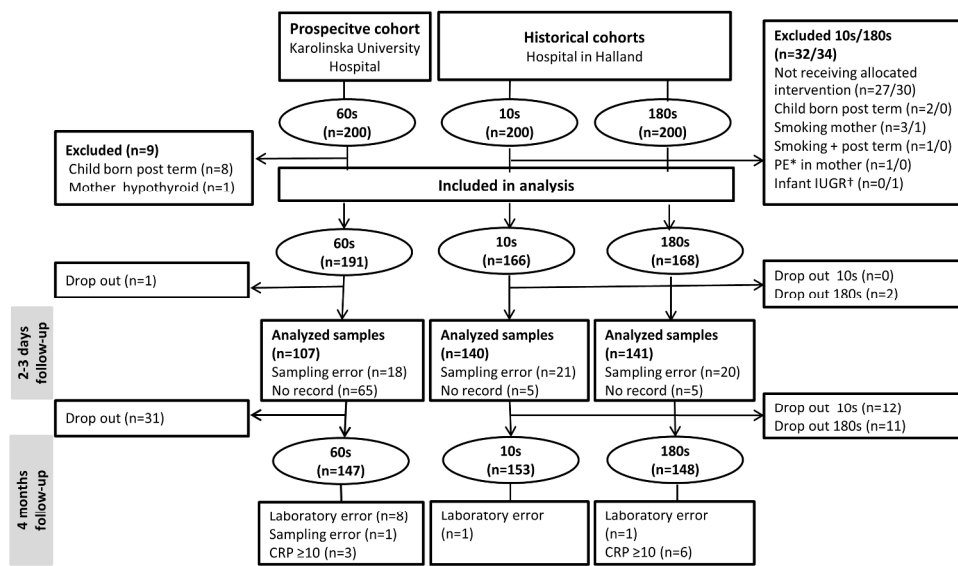 Prospecitve cohort
Karolinska University
Hospital
Historical cohorts
Hospital in Halland
Excluded 10s/180s
(n=32/34)
Not receiving allocated
intervention (n=27/30)
Child born post term (n=2/0)
Smoking mother (n=3/1)
Smoking + post term (n=1/0)
PE* in mother (n=1/0)
Infant IUGR† (n=0/1)
60s
(n=200)
10s
(n=200)
180s
(n=200)
Excluded (n=9)
Child born post term (n=8)
Mother hypothyroid (n=1)
Included in analysis
60s
(n=191)
10s
(n=166)
180s
(n=168)
Drop out (n=1)
Drop out 10s (n=0)
Drop out 180s (n=2)
2-3 days
follow-up
Analyzed samples
(n=107)
Sampling error (n=18)
No record (n=65)
Analyzed samples
(n=140)
Sampling error (n=21)
No record (n=5)
Analyzed samples
(n=141)
Sampling error (n=20)
No record (n=5)
Drop out (n=31)
Drop out 10s (n=12)
Drop out 180s (n=11)
4 months
follow-up
60s
(n=147)
10s
(n=153)
180s
(n=148)
Laboratory error (n=8)
Sampling error (n=1)
CRP ≥10 (n=3)
Laboratory error
(n=1)
Laboratory error
(n=1)
CRP ≥10 (n=6)